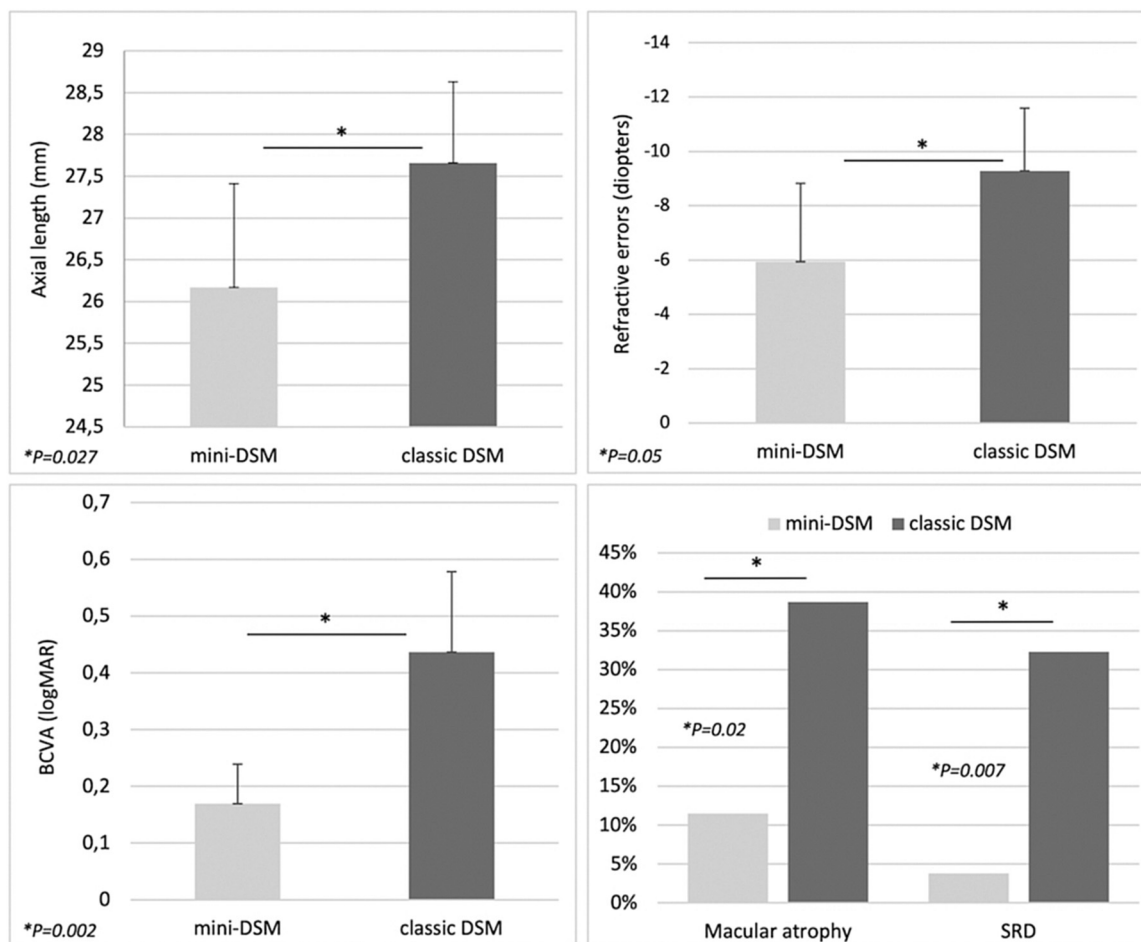 29
28,5
28
27,5
27
26,5
26
25,5
25
24,5
Axial length (mm)
*
mini-DSM
classic DSM
*P=0.027
-14
-12
-10
-8
-6
-4
-2
0
Refractive errors (diopters)
*
mini-DSM
classic DSM
*P=0.05
0,7
0,6
0,5
0,4
0,3
0,2
0,1
0
BCVA (logMAR)
*
mini-DSM
classic DSM
*P=0.002
mini-DSM
classic DSM
45%
40%
35%
30%
25%
20%
15%
10%
5%
0%
*
*
*P=0.02
*P=0.007
Macular atrophy
SRD